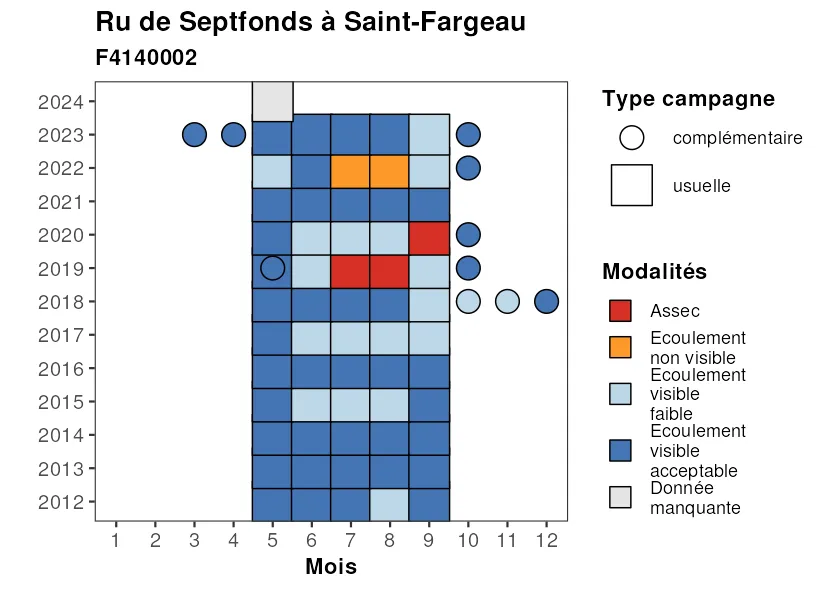 Ru de Septfonds à Saint-Fargeau
F4140002
2024
2023
2022
2021
2020
2019
2018
2017
2016
2015
2014
2013
2012
1 2 3 4 5 6 7 8 9 10 11 12
Mois
Type campagne
complémentaire
usuelle
Modalités
Assec
Ecoulement
non visible
Ecoulement
visible
faible
Ecoulement
visible
acceptable
Donnée
manquante